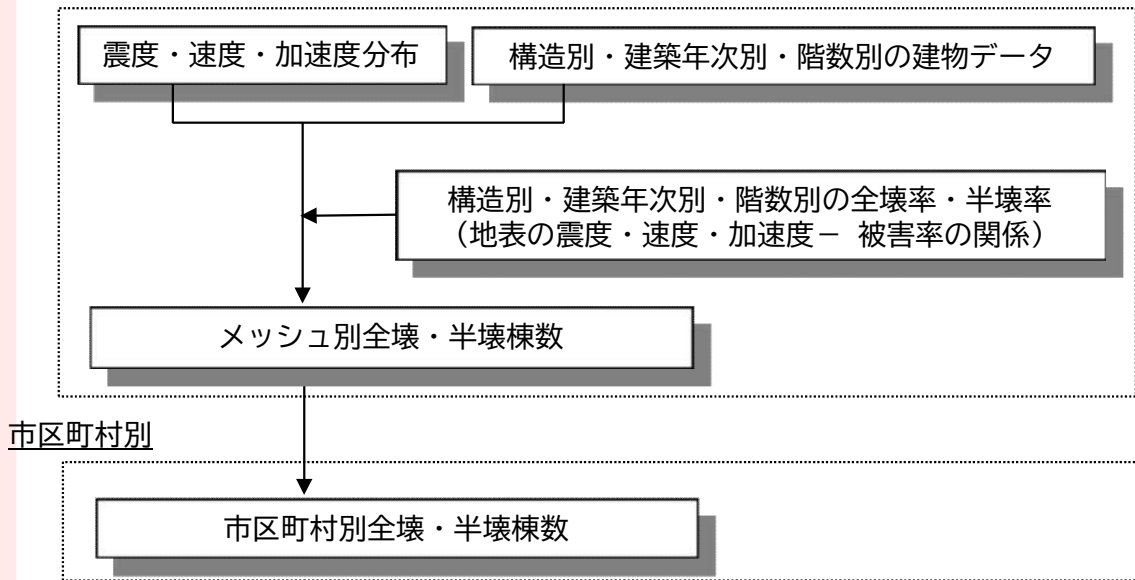 震度・速度・加速度分布
構造別・建築年次別・階数別の建物データ
構造別・建築年次別・階数別の全壊率・半壊率
（地表の震度・速度・加速度－ 被害率の関係）
メッシュ別全壊・半壊棟数
市区町村別
市区町村別全壊・半壊棟数